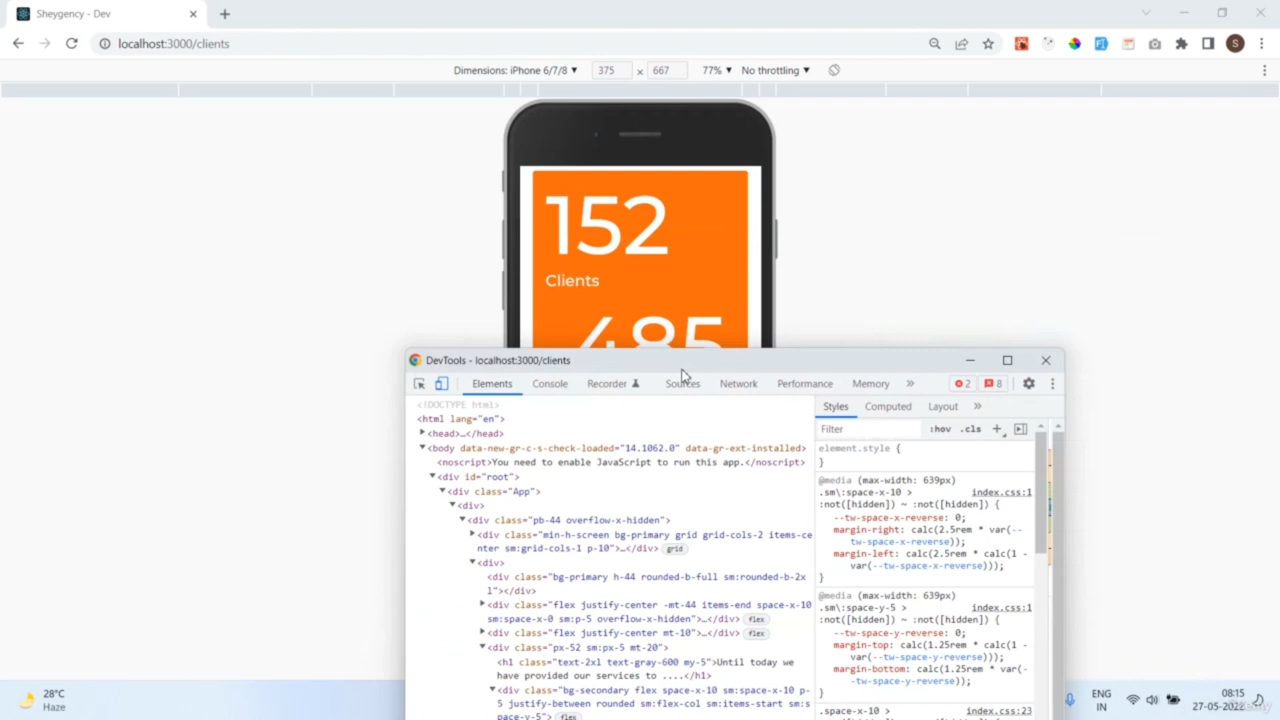 Sheygency - Dev
localhost:3000/clients
S
Dimensions: iPhone 6/7/8 ▼ 375 x 667 77% ▼ No throttling ▼
152
Clients
485
DevTools - localhost:3000/clients
Elements Console Recorder Sources Network Performance Memory » 2 8
<!DOCTYPE html>
<html lang="en">
<head>…</head>
<body data-new-gr-c-s-check-loaded="14.1062.0" data-gr-ext-installed>
<noscript>You need to enable JavaScript to run this app.</noscript>
<div id="root">
<div class="App">
<div>
<div class="pb-44 overflow-x-hidden">
<div class="min-h-screen bg-primary grid grid-cols-2 items-ce
nter sm:grid-cols-1 p-10">…</div> grid
<div>
<div class="bg-primary h-44 rounded-b-full sm:rounded-b-2x
l"></div>
<div class="flex justify-center -mt-44 items-end space-x-10
sm:space-x-0 sm:p-5 overflow-x-hidden">…</div> flex
<div class="flex justify-center mt-10">…</div> flex
<div class="px-52 sm:px-5 mt-20">
<h1 class="text-2xl text-gray-600 my-5">Until today we
have provided our services to ....</h1>
<div class="bg-secondary flex space-x-10 sm:space-x-10 p-
5 justify-between rounded sm:flex-col sm:items-start sm:s
pace-y-5"> flex
Styles Computed Layout »
Filter :hov .cls +
element.style {
}
@media (max-width: 639px)
.sm\:space-x-10 > index.css:1
:not([hidden]) ~ :not([hidden]) {
--tw-space-x-reverse: 0;
margin-right: calc(2.5rem * var(--
tw-space-x-reverse));
margin-left: calc(2.5rem * calc(1 -
var(--tw-space-x-reverse)));
}
@media (max-width: 639px)
.sm\:space-y-5 > index.css:1
:not([hidden]) ~ :not([hidden]) {
--tw-space-y-reverse: 0;
margin-top: calc(1.25rem * calc(1 -
var(--tw-space-y-reverse)));
margin-bottom: calc(1.25rem * var(--
tw-space-y-reverse));
}
.space-x-10 > index.css:23
28°C
Haze
ENG
IN
08:15
27-05-2022